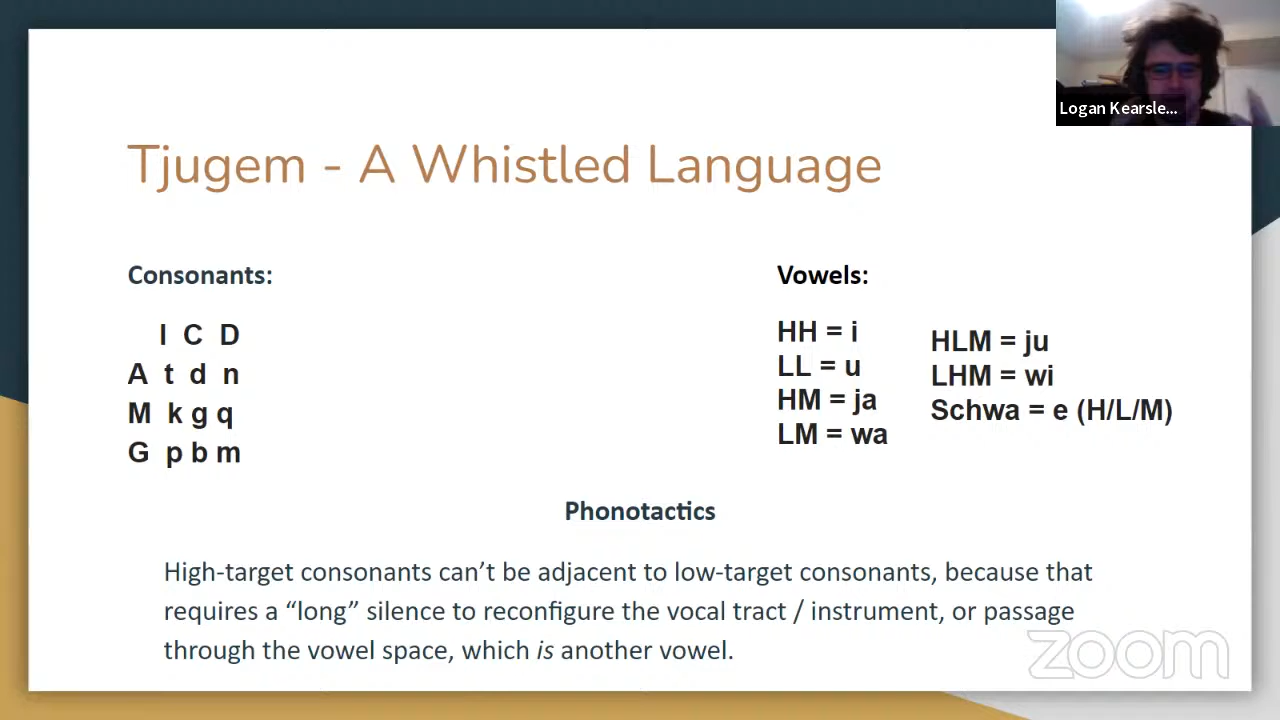 Logan Kearsle...
Tjugem - A Whistled Language
Consonants:
I C D
A t d n
M k g q
G p b m
Vowels:
HH = i
LL = u
HM = ja
LM = wa
HLM = ju
LHM = wi
Schwa = e (H/L/M)
Phonotactics
High-target consonants can’t be adjacent to low-target consonants, because that
requires a “long” silence to reconfigure the vocal tract / instrument, or passage
through the vowel space, which is another vowel.
zoom